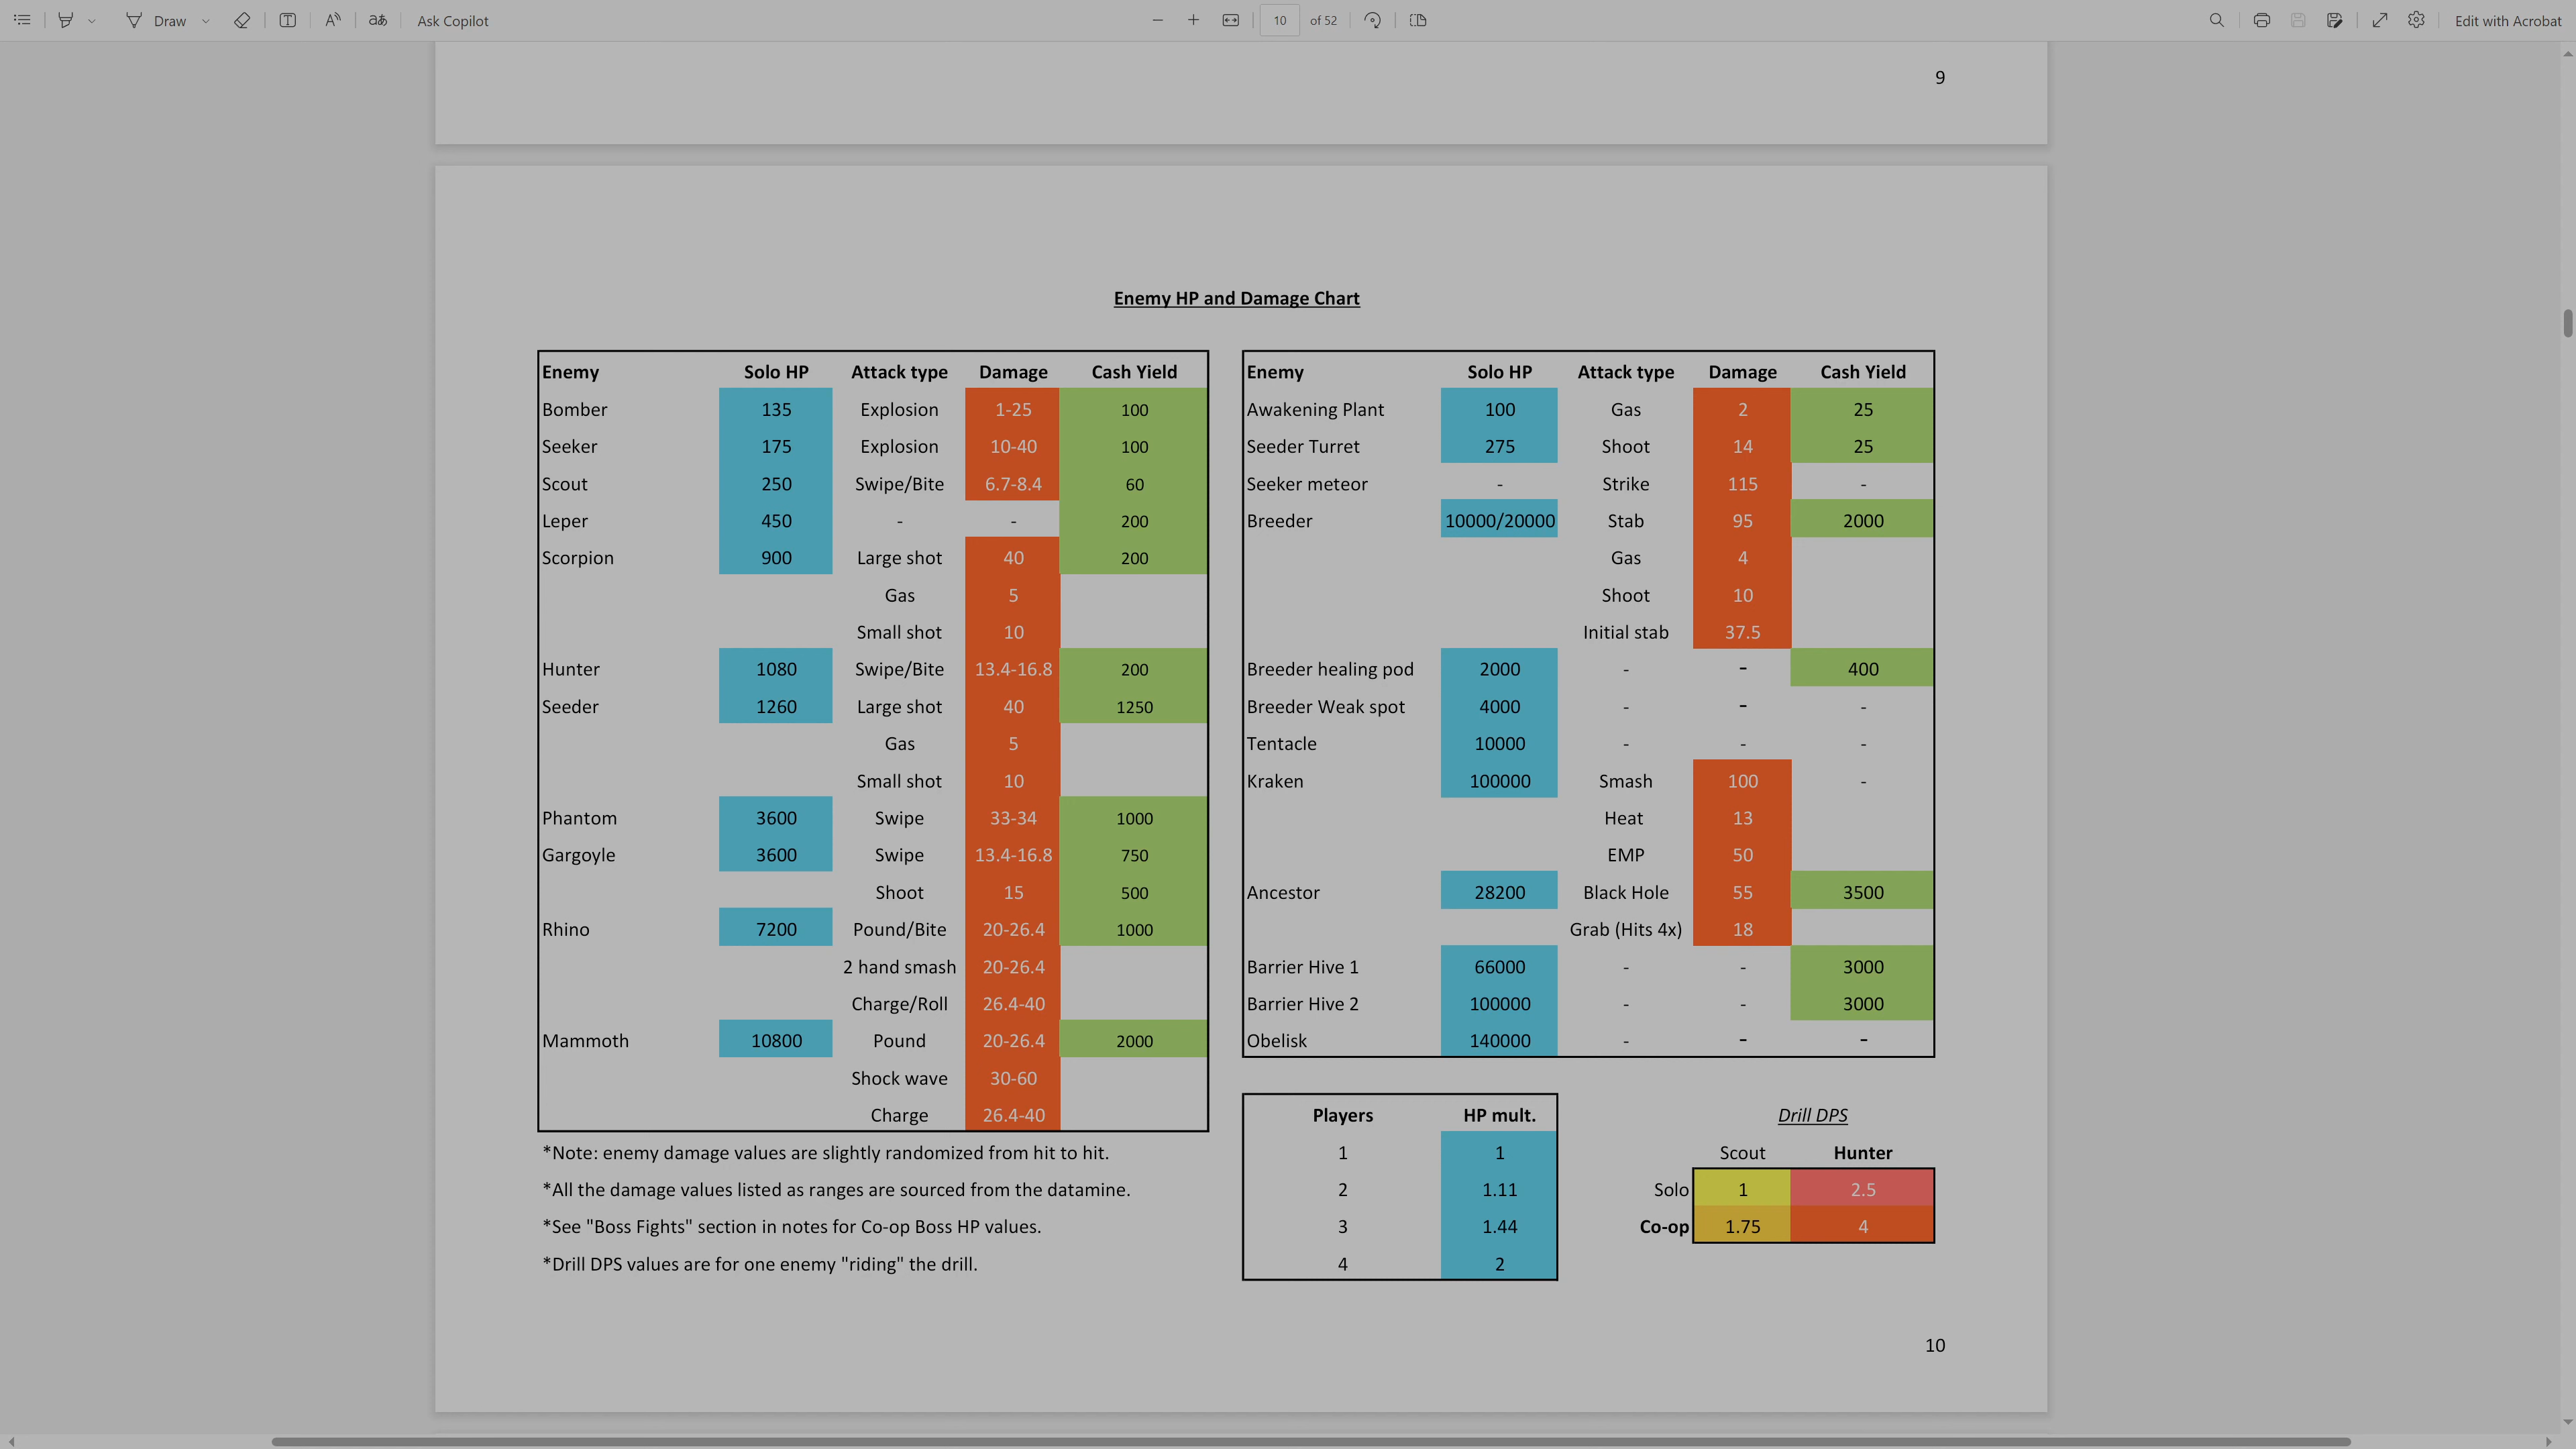 Draw
Ask Copilot
10 of 52
Edit with Acrobat
9
Enemy HP and Damage Chart
Enemy Solo HP Attack type Damage Cash Yield
Bomber 135 Explosion 1-25 100
Seeker 175 Explosion 10-40 100
Scout 250 Swipe/Bite 6.7-8.4 60
Leper 450 - - 200
Scorpion 900 Large shot 40 200
Gas 5
Small shot 10
Hunter 1080 Swipe/Bite 13.4-16.8 200
Seeder 1260 Large shot 40 1250
Gas 5
Small shot 10
Phantom 3600 Swipe 33-34 1000
Gargoyle 3600 Swipe 13.4-16.8 750
Shoot 15 500
Rhino 7200 Pound/Bite 20-26.4 1000
2 hand smash 20-26.4
Charge/Roll 26.4-40
Mammoth 10800 Pound 20-26.4 2000
Shock wave 30-60
Charge 26.4-40
*Note: enemy damage values are slightly randomized from hit to hit.
*All the damage values listed as ranges are sourced from the datamine.
*See "Boss Fights" section in notes for Co-op Boss HP values.
*Drill DPS values are for one enemy "riding" the drill.
Enemy Solo HP Attack type Damage Cash Yield
Awakening Plant 100 Gas 2 25
Seeder Turret 275 Shoot 14 25
Seeker meteor - Strike 115 -
Breeder 10000/20000 Stab 95 2000
Gas 4
Shoot 10
Initial stab 37.5
Breeder healing pod 2000 - - 400
Breeder Weak spot 4000 - - -
Tentacle 10000 - - -
Kraken 100000 Smash 100 -
Heat 13
EMP 50
Ancestor 28200 Black Hole 55 3500
Grab (Hits 4x) 18
Barrier Hive 1 66000 - - 3000
Barrier Hive 2 100000 - - 3000
Obelisk 140000 - - -
Players HP mult.
1 1
2 1.11
3 1.44
4 2
Drill DPS
Scout Hunter
Solo 1 2.5
Co-op 1.75 4
10